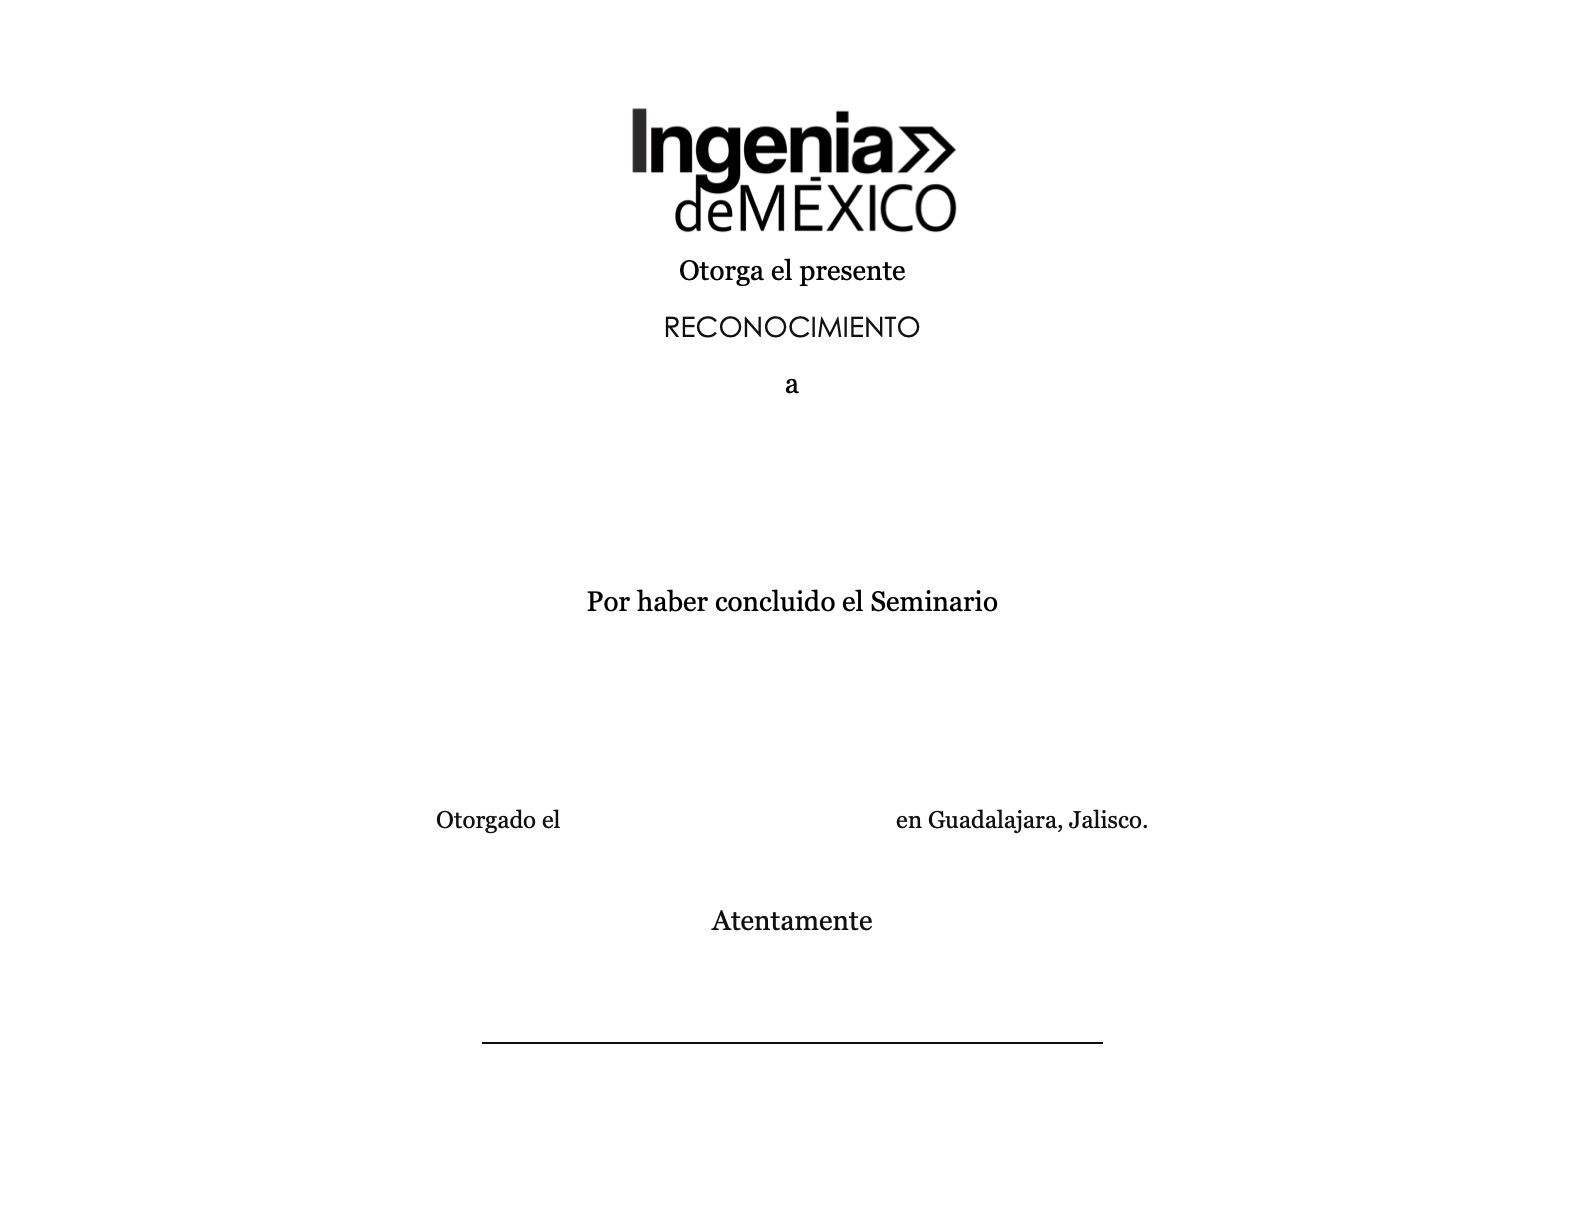 Ingenia
deMÉXICO
Otorga el presente
RECONOCIMIENTO
a
Por haber concluido el Seminario
Otorgado el en Guadalajara, Jalisco.
Atentamente